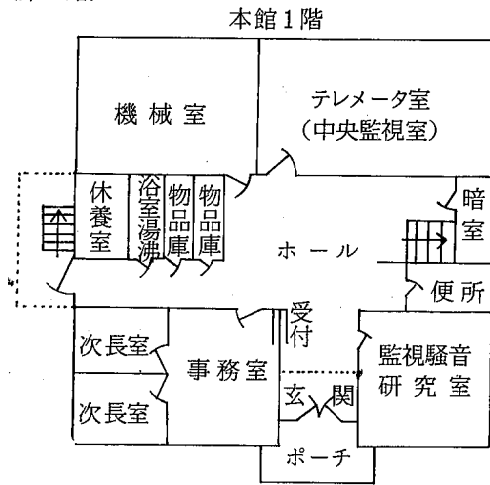 本館1階
機械室
テレメータ室
（中央監視室）
休養室
浴室湯沸
物品庫
物品庫
ホール
暗室
便所
受付
次長室
事務室
監視騒音
研究室
次長室
玄関
ポーチ